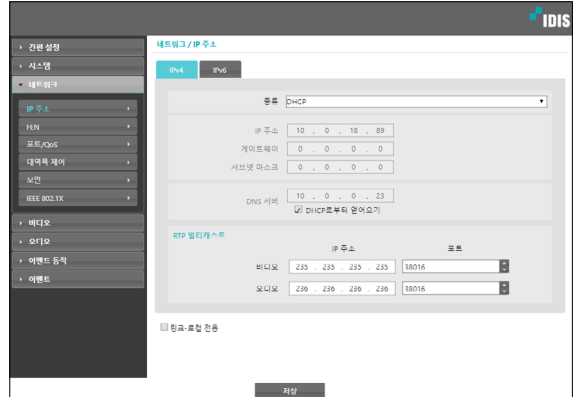 IDIS
간편 설정
시스템
네트워크
IP 주소
FEN
포트/QoS
대역폭 제어
보안
IEEE 802.1X
비디오
오디오
이벤트 동작
이벤트
네트워크 / IP 주소
IPv4 IPv6
종류 DHCP
IP 주소 10 . 0 . 18 . 89
게이트웨이 0 . 0 . 0 . 0
서브넷 마스크 0 . 0 . 0 . 0
DNS 서버 10 . 0 . 0 . 23
DHCP로부터 얻어오기
RTP 멀티캐스트
IP 주소 포트
비디오 235 . 235 . 235 . 235 38016
오디오 236 . 236 . 236 . 236 38016
링크-로컬 전용
저장